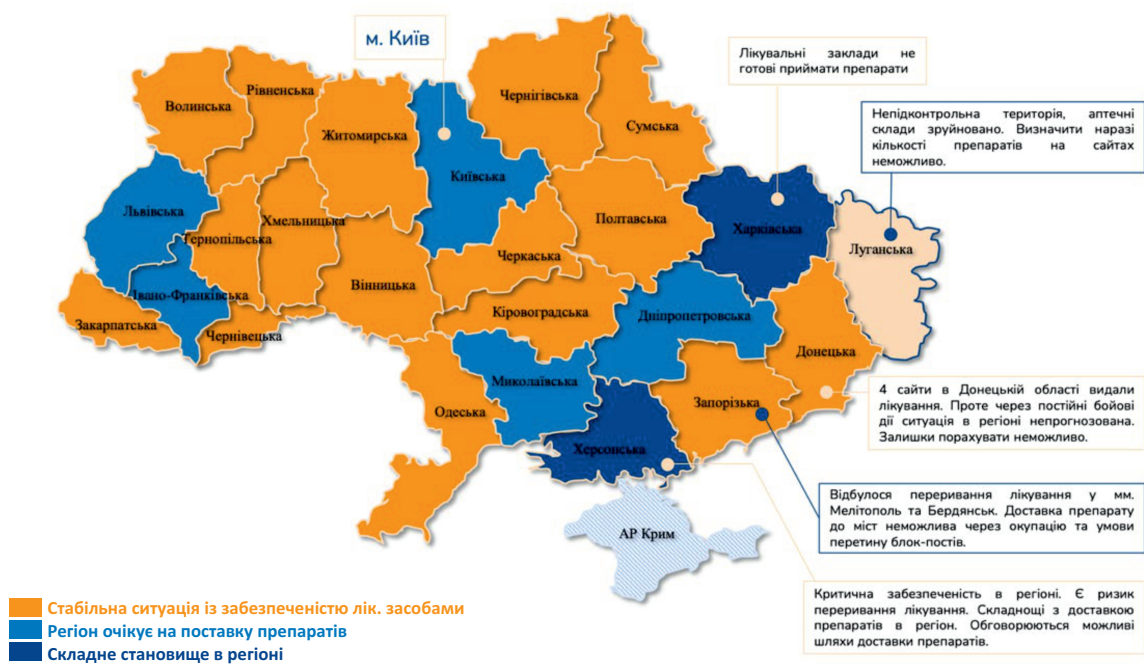 м. Київ
Лікувальні заклади не
готові приймати препарати
Непідконтрольна територія, аптечні
склади зруйновано. Визначити наразі
кількості препаратів на сайтах
неможливо.
Волинська
Рівненська
Житомирська
Чернігівська
Сумська
Київська
Львівська
Тернопільська
Хмельницька
Полтавська
Харківська
Луганська
Черкаська
Вінницька
Івано-Франківська
Закарпатська
Чернівецька
Кіровоградська
Дніпропетровська
Донецька
Миколаївська
Одеська
Запорізька
Херсонська
АР Крим
4 сайти в Донецькій області видали
лікування. Проте через постійні бойові
дії ситуація в регіоні непрогнозована.
Залишки порахувати неможливо.
Відбулося переривання лікування у мм.
Мелітополь та Бердянськ. Доставка препарату
до міст неможлива через окупацію та умови
перетину блок-постів.
Критична забезпеченість в регіоні. Є ризик
переривання лікування. Складнощі з доставкою
препаратів в регіон. Обговорюються можливі
шляхи доставки препаратів.
Стабільна ситуація із забезпеченістю лік. засобами
Регіон очікує на поставку препаратів
Складне становище в регіоні